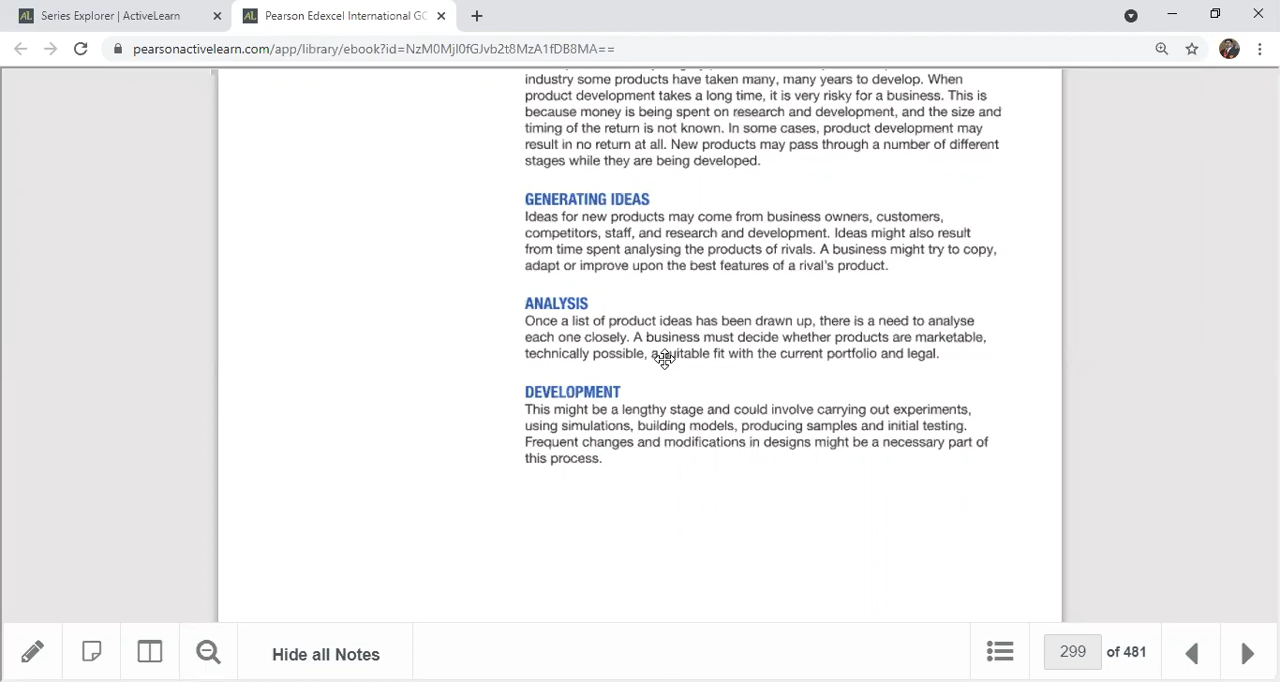 Series Explorer | ActiveLearn
Pearson Edexcel International GC
pearsonactivelearn.com/app/library/ebook?id=NzM0MjI0fGJvb2t8MzA1fDB8MA==
industry some products have taken many, many years to develop. When
product development takes a long time, it is very risky for a business. This is
because money is being spent on research and development, and the size and
timing of the return is not known. In some cases, product development may
result in no return at all. New products may pass through a number of different
stages while they are being developed.
GENERATING IDEAS
Ideas for new products may come from business owners, customers,
competitors, staff, and research and development. Ideas might also result
from time spent analysing the products of rivals. A business might try to copy,
adapt or improve upon the best features of a rival's product.
ANALYSIS
Once a list of product ideas has been drawn up, there is a need to analyse
each one closely. A business must decide whether products are marketable,
technically possible, a suitable fit with the current portfolio and legal.
DEVELOPMENT
This might be a lengthy stage and could involve carrying out experiments,
using simulations, building models, producing samples and initial testing.
Frequent changes and modifications in designs might be a necessary part of
this process.
Hide all Notes
299 of 481